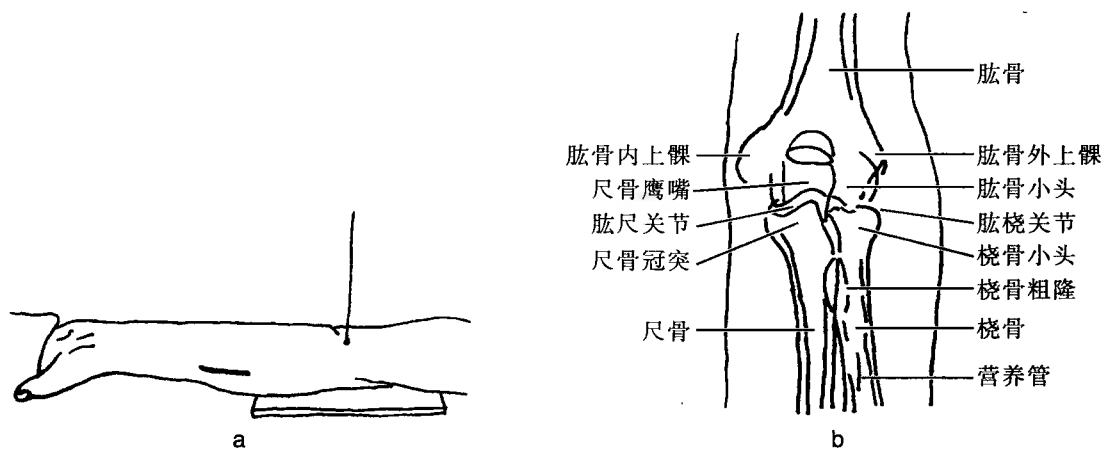 肱骨
肱骨内上髁
肱骨外上髁
尺骨鹰嘴
肱骨小头
肱尺关节
肱桡关节
尺骨冠突
桡骨小头
桡骨粗隆
尺骨
桡骨
营养管
a
b